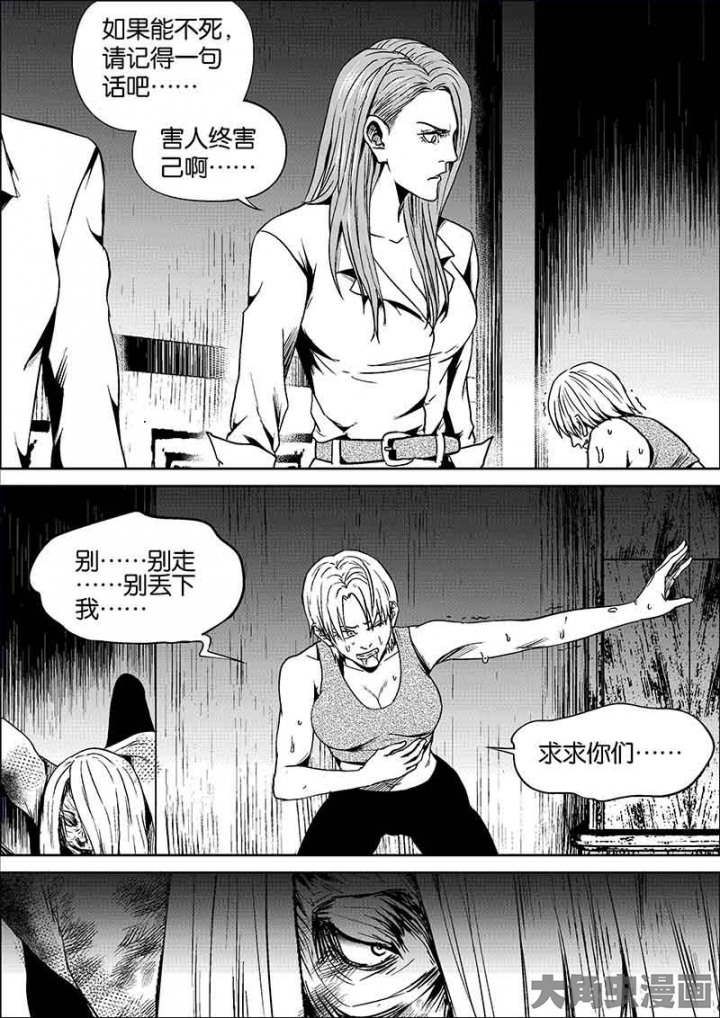 如果能不死，
请记得一句
话吧……
害人终害
己啊……
别……别走
……别丢下
我……
求求你们……
大角虫漫画